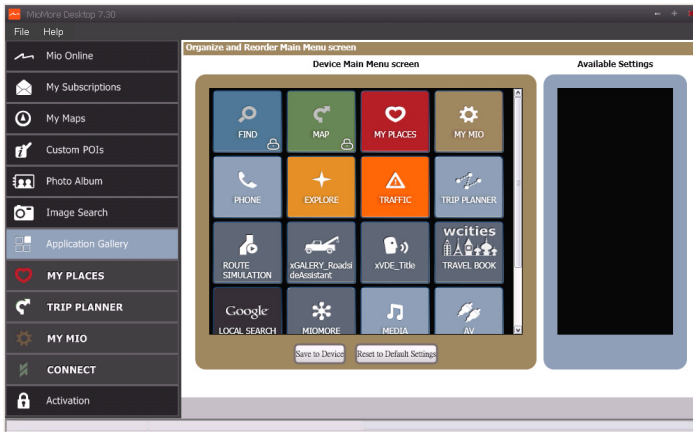 MioMore Desktop 7.30
File Help
Mio Online
My Subscriptions
My Maps
Custom POIs
Photo Album
Image Search
Application Gallery
MY PLACES
TRIP PLANNER
MY MIO
CONNECT
Activation
Organize and Reorder Main Menu screen
Device Main Menu screen
Available Settings
FIND
MAP
MY PLACES
MY MIO
PHONE
EXPLORE
TRAFFIC
TRIP PLANNER
ROUTE
SIMULATION
xGALERY_Roadsi
deAssistant
xVDE_Title
wcities
TRAVEL BOOK
Google
LOCAL SEARCH
MIOMORE
MEDIA
AV
Save to Device
Reset to Default Settings